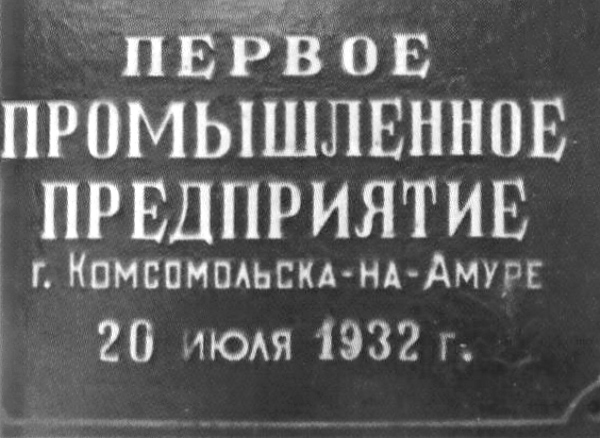 ПЕРВОЕ
ПРОМЫШЛЕННОЕ
ПРЕДПРИЯТИЕ
г. КОМСОМОЛЬСКА-НА-АМУРЕ
20 ИЮЛЯ 1932 г.